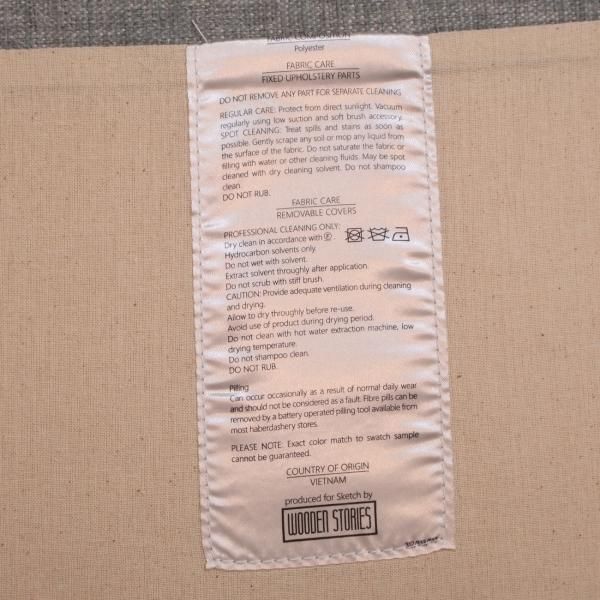 FABRIC COMPOSITION
Polyester
FABRIC CARE
FIXED UPHOLSTERY PARTS
DO NOT REMOVE ANY PART FOR SEPARATE CLEANING
REGULAR CARE: Protect from direct sunlight. Vacuum
regularly using low suction and soft brush accessory.
SPOT CLEANING: Treat spills and stains as soon as
possible. Gently scrape any soil or mop any liquid from
the surface of the fabric. Do not saturate the fabric or
filling with water or other cleaning fluids. May be spot
cleaned with dry cleaning solvent. Do not shampoo
clean.
DO NOT RUB.
FABRIC CARE
REMOVABLE COVERS
PROFESSIONAL CLEANING ONLY:
Dry clean in accordance with Ⓕ :
Hydrocarbon solvents only.
Do not wet with solvent.
Extract solvent throughly after application.
Do not scrub with stiff brush.
CAUTION: Provide adequate ventilation during cleaning
and drying.
Allow to dry throughly before re-use.
Avoid use of product during drying period.
Do not clean with hot water extraction machine, low
drying temperature.
Do not shampoo clean.
DO NOT RUB.
Pilling
Can occur occasionally as a result of normal daily wear
and should not be considered as a fault. Fibre pills can be
removed by a battery operated pilling tool available from
most haberdashery stores.
PLEASE NOTE: Exact color match to swatch sample
cannot be guaranteed.
COUNTRY OF ORIGIN
VIETNAM
produced for Sketch by
WOODEN STORIES